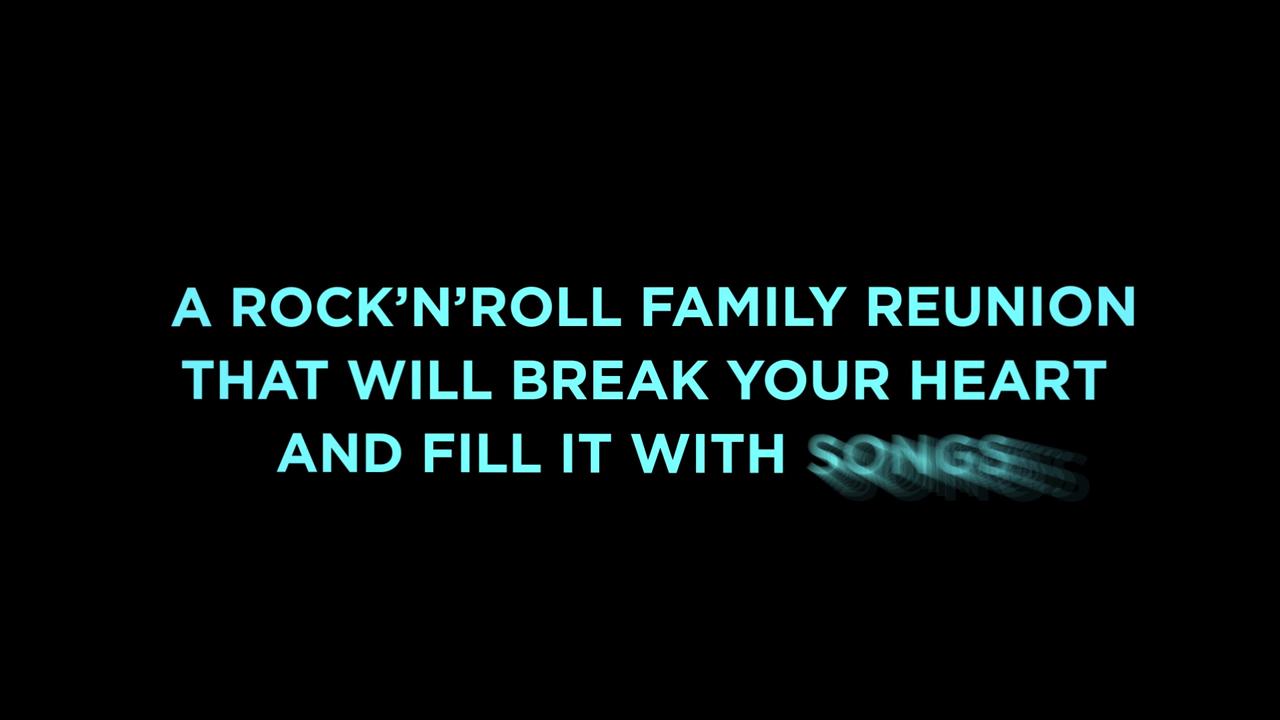 A ROCK’N’ROLL FAMILY REUNION
THAT WILL BREAK YOUR HEART
AND FILL IT WITH SONGS